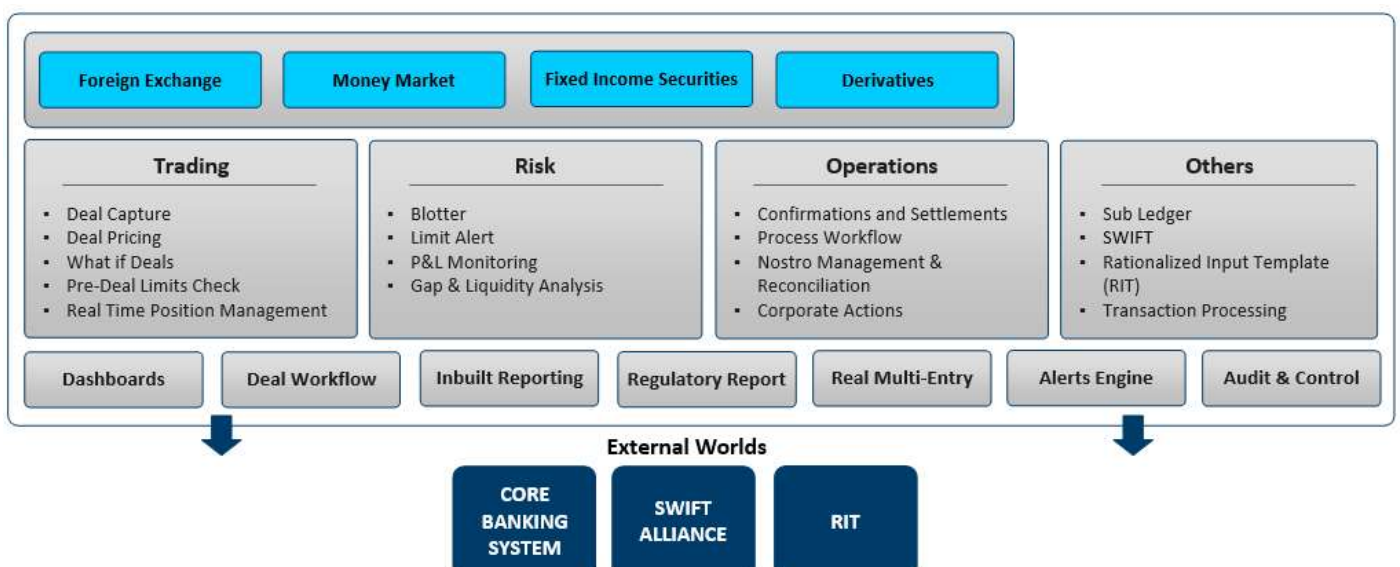 Foreign Exchange
Money Market
Fixed Income Securities
Derivatives
Trading
▪ Deal Capture
▪ Deal Pricing
▪ What if Deals
▪ Pre-Deal Limits Check
▪ Real Time Position Management
Risk
▪ Blotter
▪ Limit Alert
▪ P&L Monitoring
▪ Gap & Liquidity Analysis
Operations
▪ Confirmations and Settlements
▪ Process Workflow
▪ Nostro Management &
Reconciliation
▪ Corporate Actions
Others
▪ Sub Ledger
▪ SWIFT
▪ Rationalized Input Template
(RIT)
▪ Transaction Processing
Dashboards
Deal Workflow
Inbuilt Reporting
Regulatory Report
Real Multi-Entry
Alerts Engine
Audit & Control
External Worlds
CORE
BANKING
SYSTEM
SWIFT
ALLIANCE
RIT